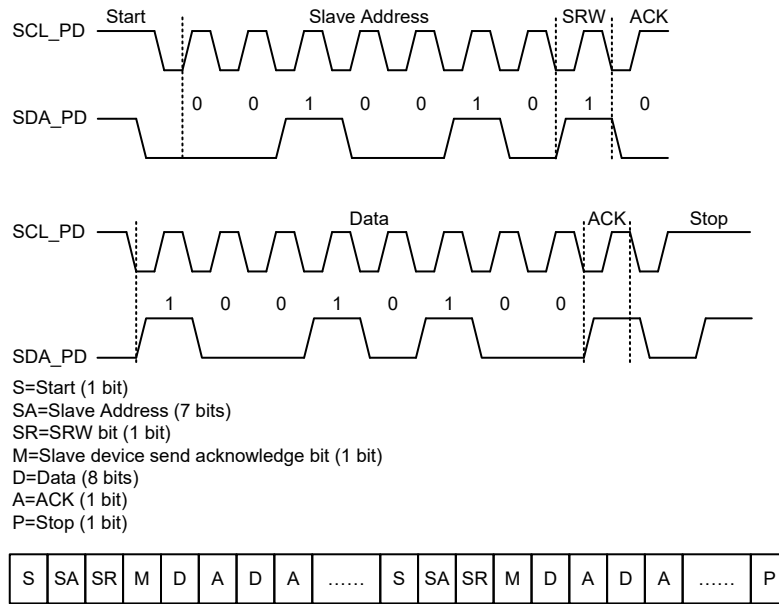 Start Slave Address SRW ACK
SCL_PD
0 0 1 0 0 1 0 1 0
SDA_PD
Data ACK Stop
SCL_PD
1 0 0 1 0 1 0 0
SDA_PD
S=Start (1 bit)
SA=Slave Address (7 bits)
SR=SRW bit (1 bit)
M=Slave device send acknowledge bit (1 bit)
D=Data (8 bits)
A=ACK (1 bit)
P=Stop (1 bit)
S SA SR M D A D A …… S SA SR M D A D A …… P